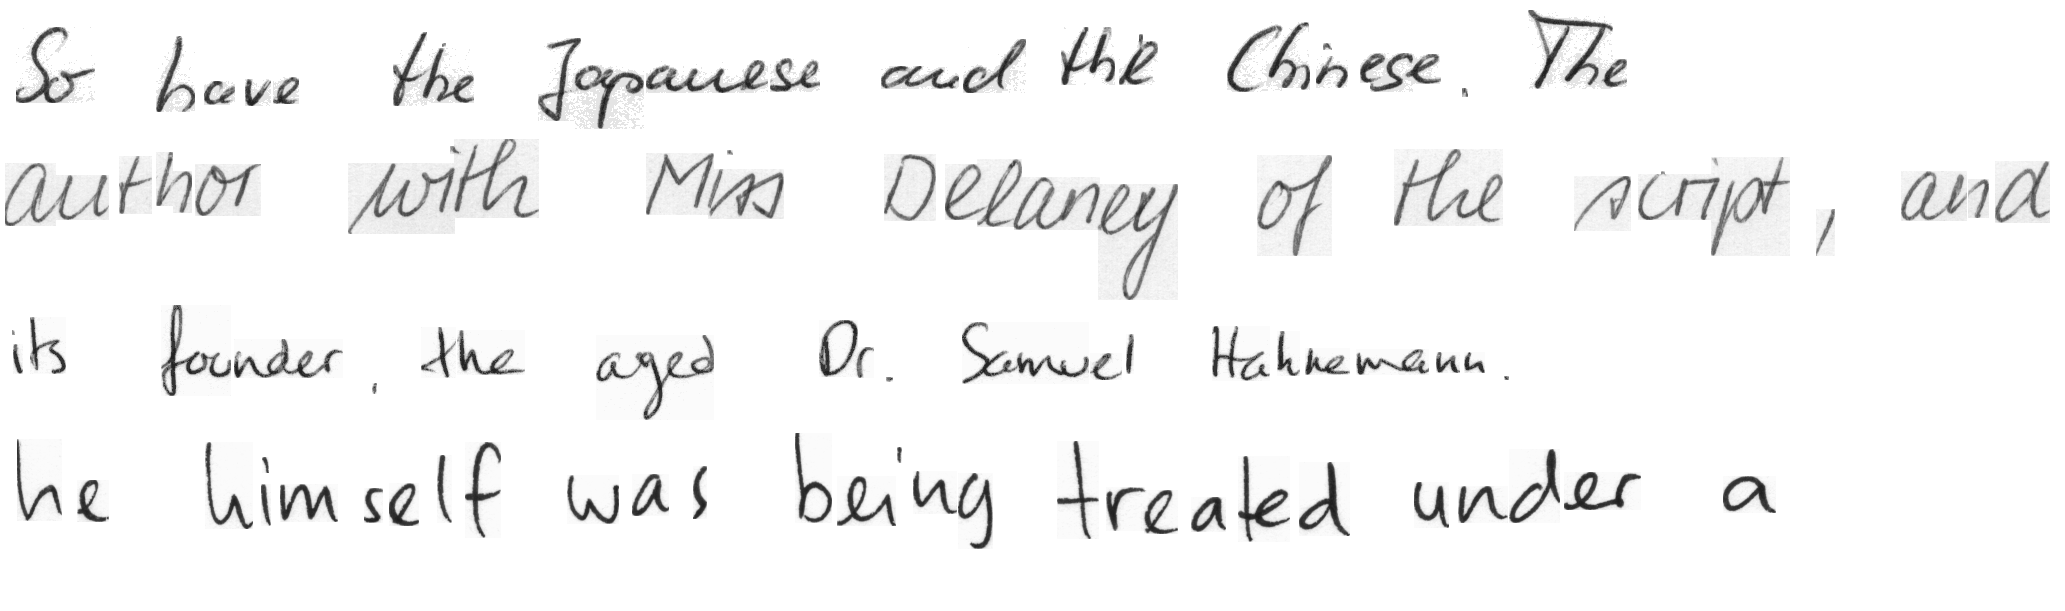 So have the Japanese and the Chinese. The
author with Miss Delaney of the script, and
its founder, the aged Dr. Samuel Hahnemann.
he himself was being treated under a